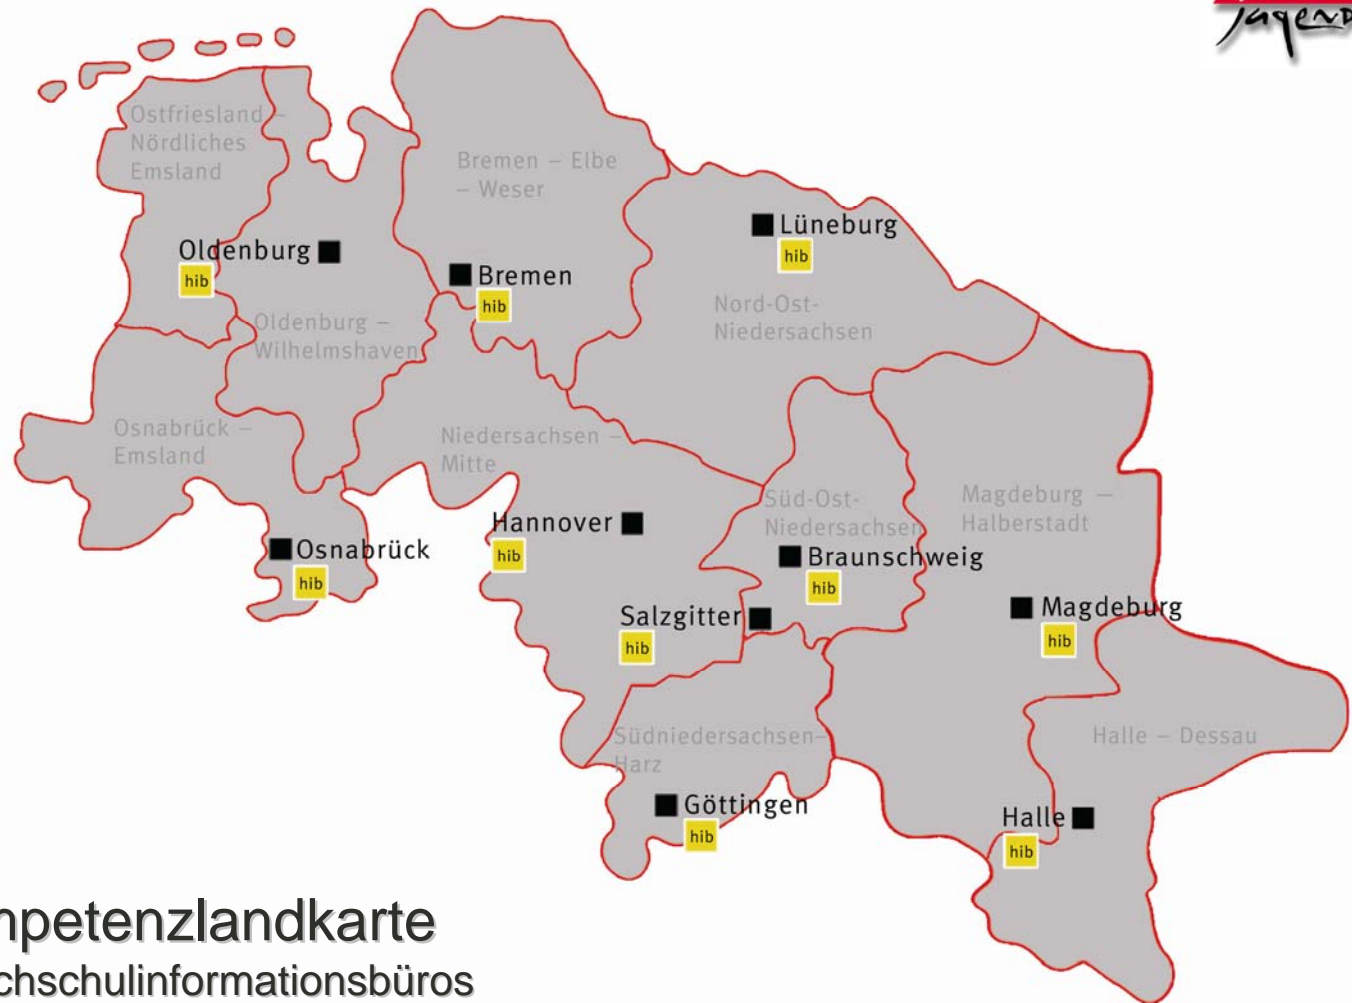 Jugend
Ostfriesland –
Nördliches
Emsland
Bremen – Elbe
– Weser
Lüneburg
hib
Oldenburg
hib
Bremen
hib
Nord-Ost-
Niedersachsen
Oldenburg –
Wilhelmshaven
Osnabrück –
Emsland
Niedersachsen –
Mitte
Süd-Ost-
Niedersachsen
Magdeburg –
Halberstadt
Hannover
hib
Osnabrück
hib
Braunschweig
hib
Salzgitter
hib
Magdeburg
hib
Südniedersachsen–
Harz
Halle – Dessau
Göttingen
hib
Halle
hib
mpetenzlandkarte
chschulinformationsbüros